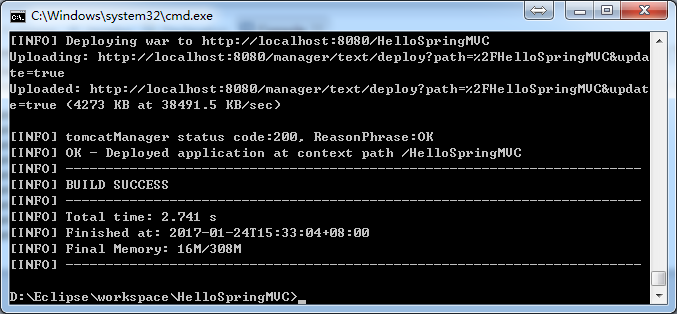 C:\Windows\system32\cmd.exe
[INFO] Deploying war to http://localhost:8080/HelloSpringMVC
Uploading: http://localhost:8080/manager/text/deploy?path=%2FHelloSpringMVC&upda
te=true
Uploaded: http://localhost:8080/manager/text/deploy?path=%2FHelloSpringMVC&updat
e=true (4273 KB at 38491.5 KB/sec)
[INFO] tomcatManager status code:200, ReasonPhrase:OK
[INFO] OK - Deployed application at context path /HelloSpringMVC
[INFO] ------------------------------------------------------------------------
[INFO] BUILD SUCCESS
[INFO] ------------------------------------------------------------------------
[INFO] Total time: 2.741 s
[INFO] Finished at: 2017-01-24T15:33:04+08:00
[INFO] Final Memory: 16M/308M
[INFO] ------------------------------------------------------------------------
D:\Eclipse\workspace\HelloSpringMVC>